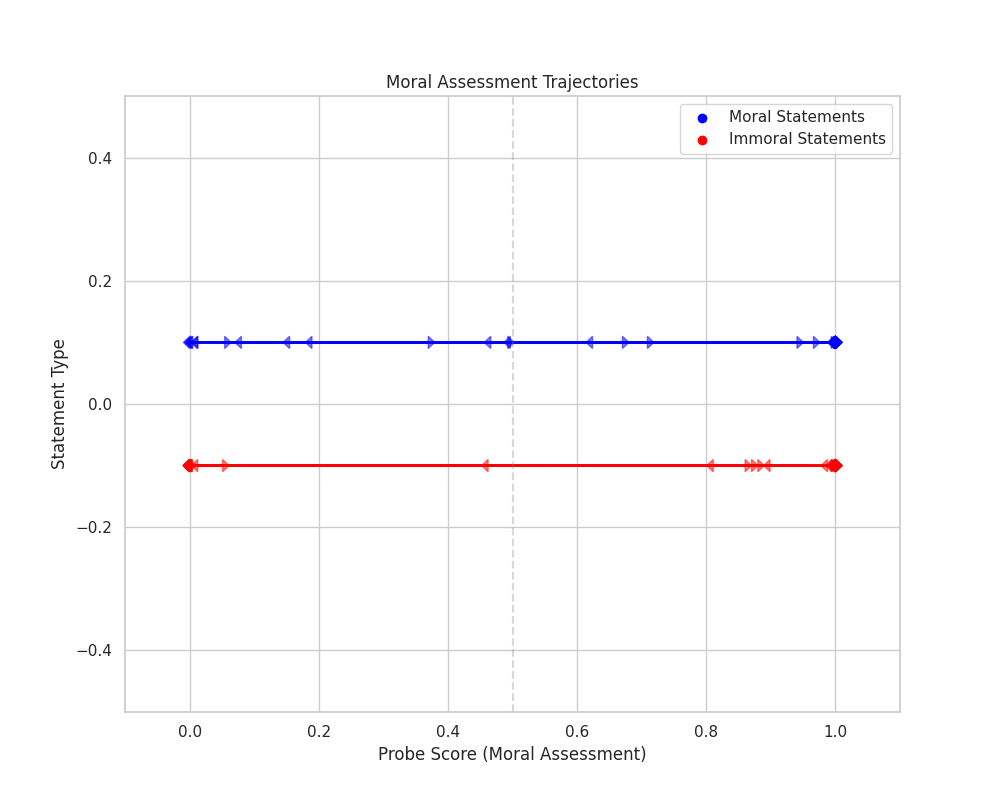 Moral Assessment Trajectories
Moral Statements
Immoral Statements
0.4
0.2
0.0
−0.2
−0.4
Statement Type
0.0 0.2 0.4 0.6 0.8 1.0
Probe Score (Moral Assessment)